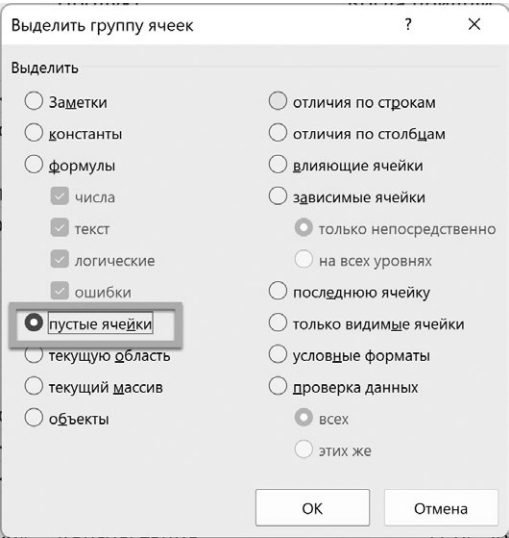 Выделить группу ячеек ? ×
Выделить
Заметки
константы
формулы
числа
текст
логические
ошибки
пустые ячейки
текущую область
текущий массив
объекты
отличия по строкам
отличия по столбцам
влияющие ячейки
зависимые ячейки
только непосредственно
на всех уровнях
последнюю ячейку
только видимые ячейки
условные форматы
проверка данных
всех
этих же
ОК Отмена